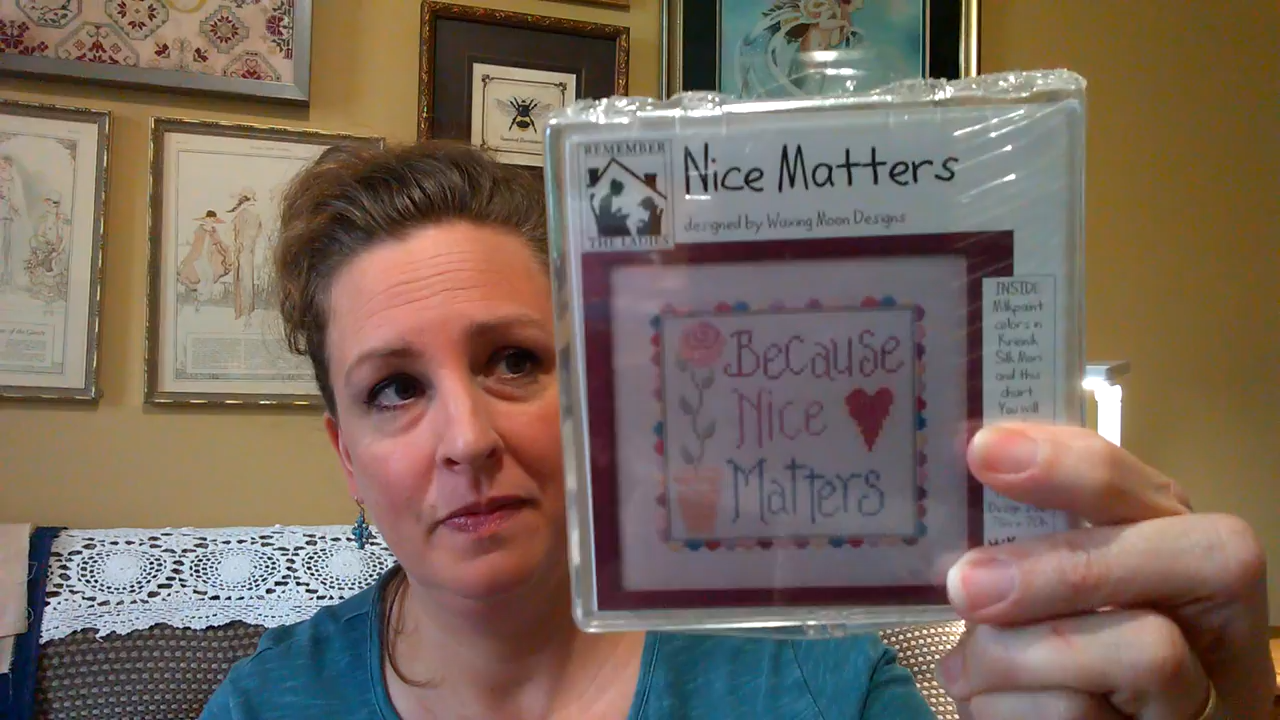 REMEMBER
THE LADIES
Nice Matters
designed by Waxing Moon Designs
Because
Nice
Matters
INSIDE
Milkpaint
colors in
Kreinik
Silk Mori
and this
chart
You will